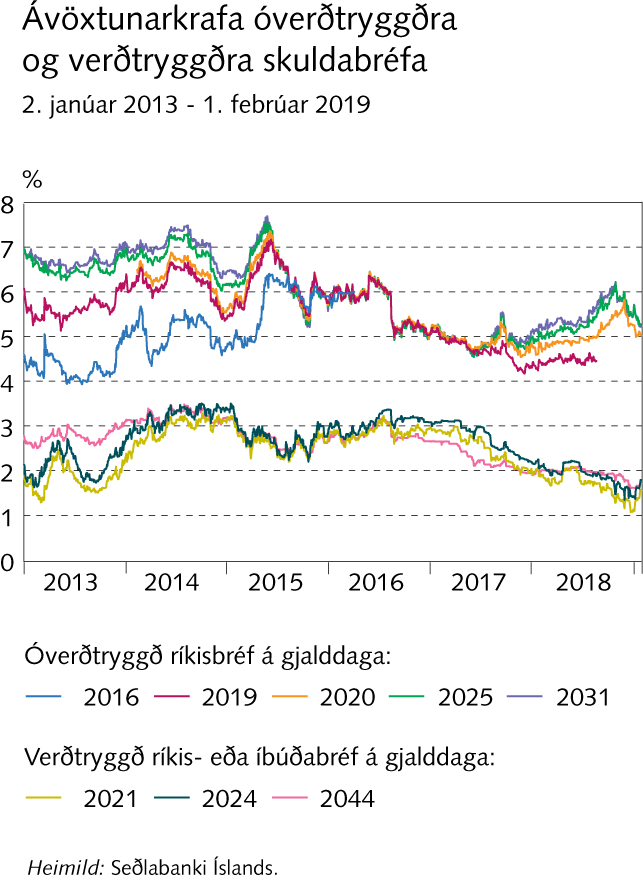 Ávöxtunarkrafa óverðtryggðra
og verðtryggðra skuldabréfa
2. janúar 2013 - 1. febrúar 2019
%
8
7
6
5
4
3
2
1
0
2013 2014 2015 2016 2017 2018
Óverðtryggð ríkisbréf á gjalddaga:
2016 2019 2020 2025 2031
Verðtryggð ríkis- eða íbúðabréf á gjalddaga:
2021 2024 2044
Heimild: Seðlabanki Íslands.